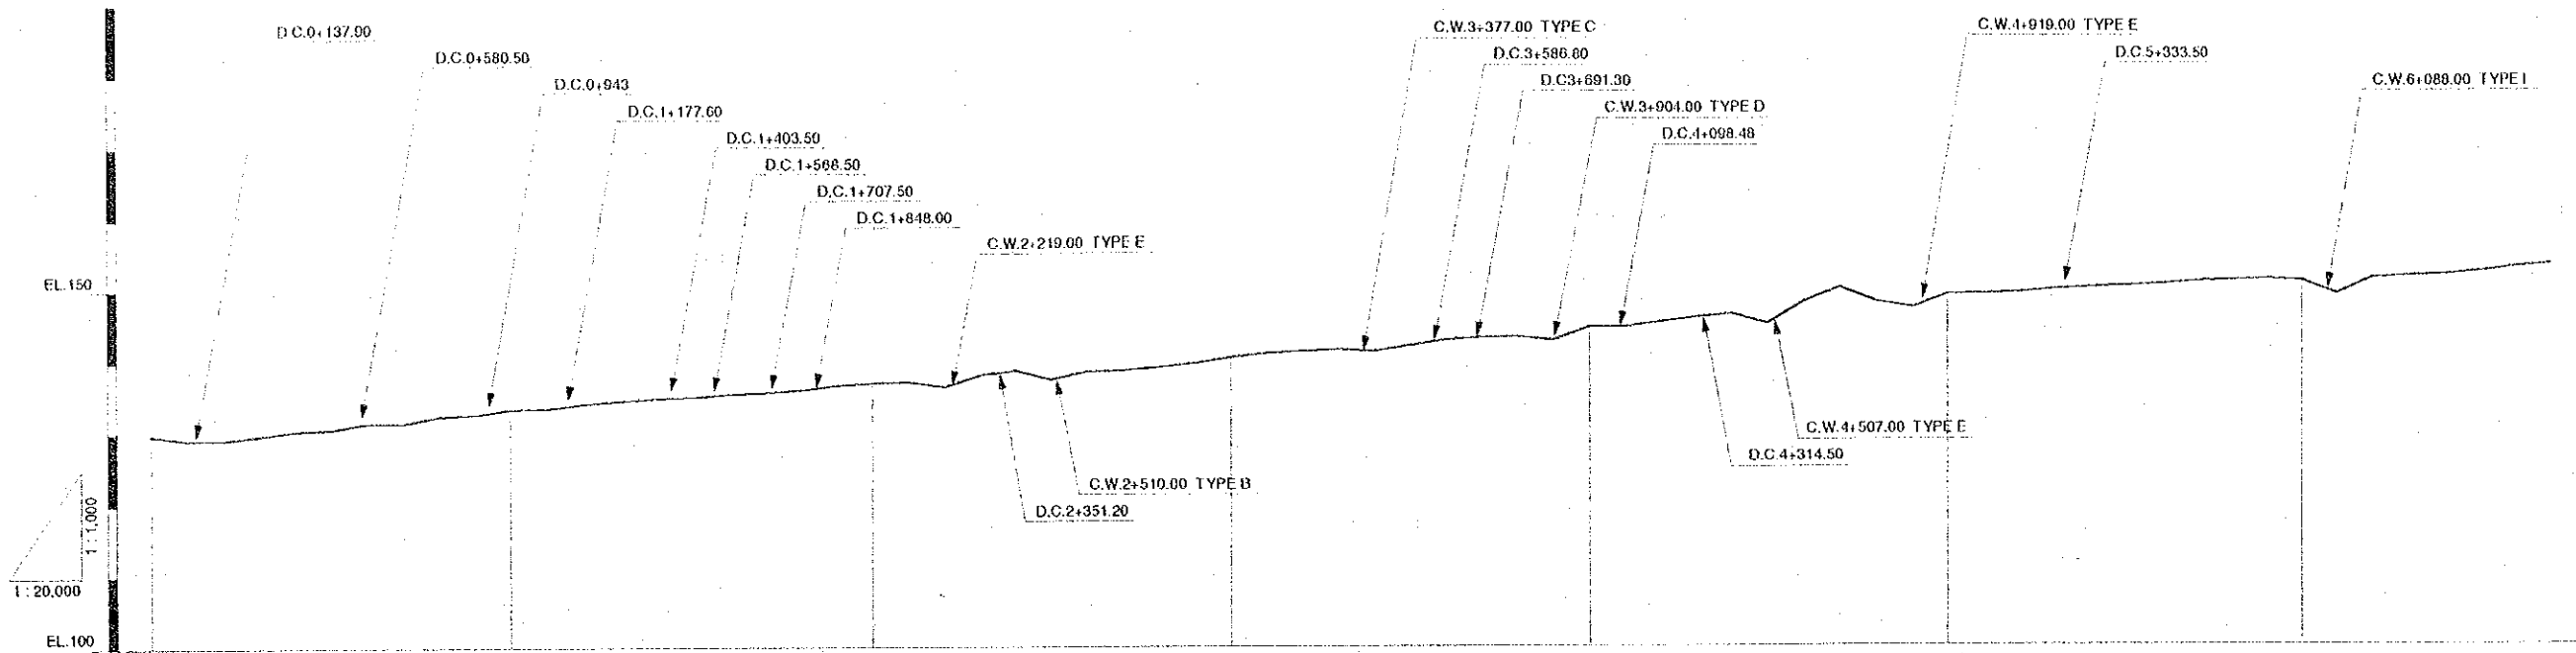 D.C.0+137.90
D.C.0+580.50
D.C.0+943
D.C.1+177.60
D.C.1+403.50
D.C.1+568.50
D.C.1+707.50
D.C.1+848.00
C.W.2+219.00 TYPE E
C.W.3+377.00 TYPE C
D.C.3+586.80
D.C3+691.30
C.W.3+904.00 TYPE D
D.C.4+098.48
C.W.4+919.00 TYPE E
D.C.5+333.50
C.W.6+089.00 TYPE I
EL.150
C.W.4+507.00 TYPE E
D.C.4+314.50
C.W.2+510.00 TYPE B
D.C.2+351.20
1:1,000
1:20,000
EL.100